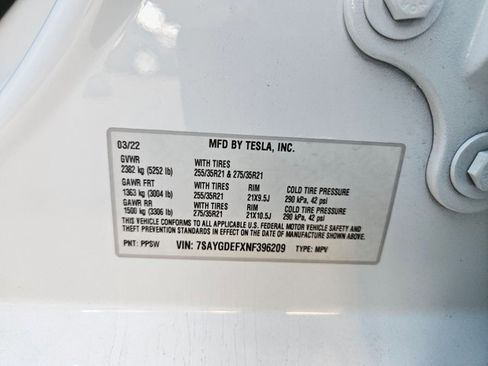 03/22 MFD BY TESLA, INC.
GVWR WITH TIRES
2382 kg (5252 lb) 255/35R21 & 275/35R21
GAWR FRT WITH TIRES RIM COLD TIRE PRESSURE
1363 kg (3004 lb) 255/35R21 21X9.5J 290 kPa, 42 psi
GAWR RR WITH TIRES RIM COLD TIRE PRESSURE
1500 kg (3306 lb) 275/35R21 21X10.5J 290 kPa, 42 psi
THIS VEHICLE CONFORMS TO ALL APPLICABLE U.S. FEDERAL MOTOR VEHICLE SAFETY AND
THEFT PREVENTION STANDARDS IN EFFECT ON THE DATE OF MANUFACTURE SHOWN ABOVE.
PNT: PPSW VIN: 7SAYGDEFXNF396209 TYPE: MPV